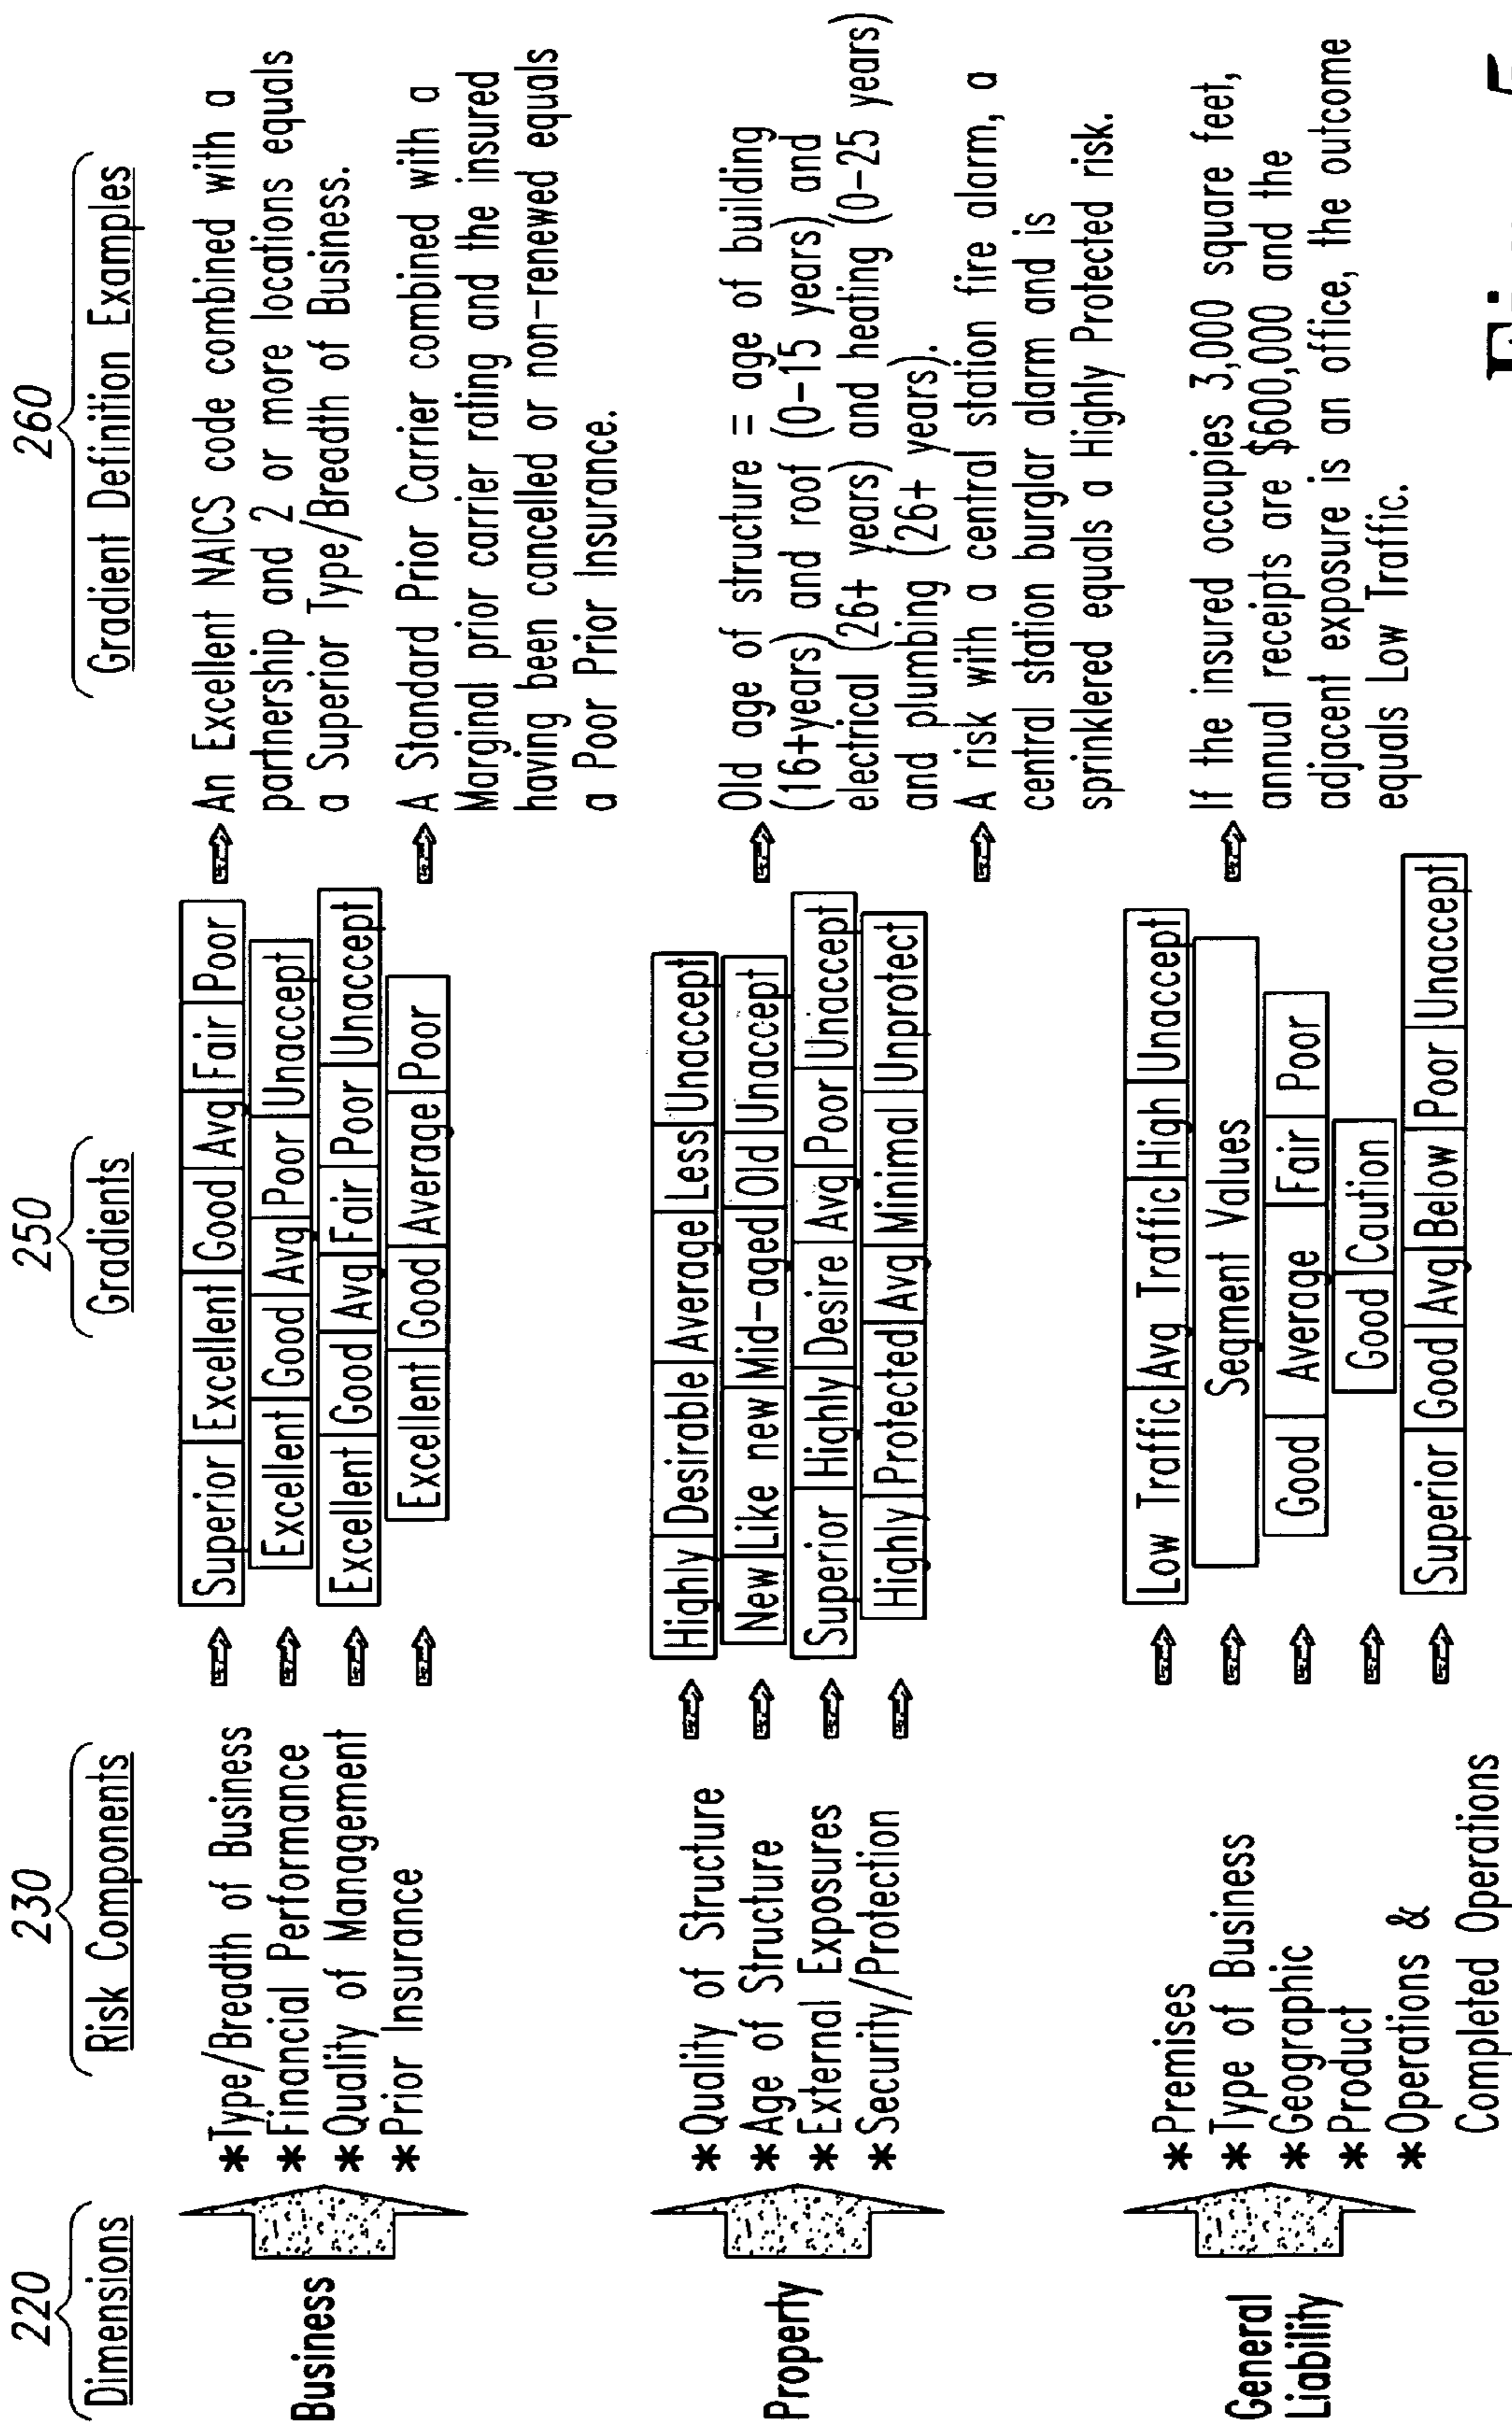 220
Dimensions
230
Risk Components
250
Gradients
260
Gradient Definition Examples
Business
*Type/Breadth of Business
*Financial Performance
*Quality of Management
*Prior Insurance
Superior Excellent Good Avg Fair Poor
Excellent Good Avg Poor Unaccept
Excellent Good Avg Fair Poor Unaccept
Excellent Good Average Poor
An Excellent NAICS code combined with a
partnership and 2 or more locations equals
a Superior Type/Breadth of Business.
A Standard Prior Carrier combined with a
Marginal prior carrier rating and the insured
having been cancelled or non-renewed equals
a Poor Prior Insurance.
Property
*Quality of Structure
*Age of Structure
*External Exposures
*Security/Protection
Highly Desirable Average Less Unaccept
New Like new Mid-aged Old Unaccept
Superior Highly Desire Avg Poor Unaccept
Highly Protected Avg Minimal Unprotect
Old age of structure = age of building
(16+years) and roof (0-15 years) and
electrical (26+ years) and heating (0-25 years)
and plumbing (26+ years).
A risk with a central station fire alarm, a
central station burglar alarm and is
sprinklered equals a Highly Protected risk.
General
Liability
*Premises
*Type of Business
*Geographic
*Product
*Operations &
Completed Operations
Low Traffic Avg Traffic High Unaccept
Segment Values
Good Average Fair Poor
Good Caution
Superior Good Avg Below Poor Unaccept
If the insured occupies 3,000 square feet,
annual receipts are $600,000 and the
adjacent exposure is an office, the outcome
equals Low Traffic.